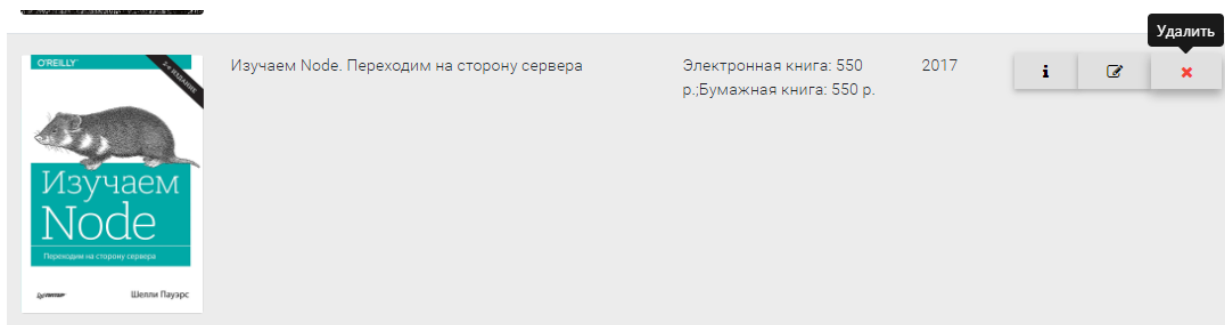 Удалить
O'REILLY
2-е ИЗДАНИЕ
Изучаем Node. Переходим на сторону сервера
Электронная книга: 550
р.;Бумажная книга: 550 р.
2017
i
Изучаем
Node
Переходим на сторону сервера
ПИТЕР
Шелли Пауэрс